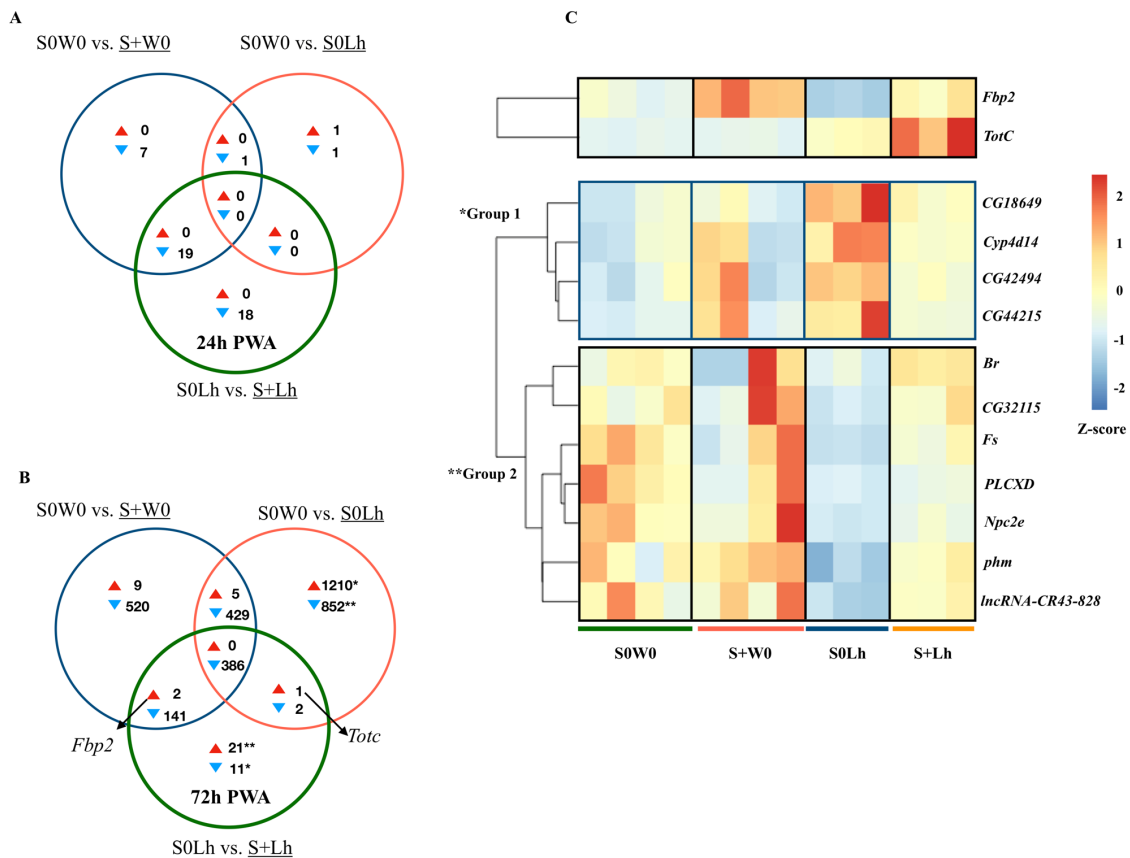 A
S0W0 vs. S+W0
S0W0 vs. S0Lh
0
7
0
1
1
1
0
0
0
19
0
0
0
18
24h PWA
S0Lh vs. S+Lh
B
S0W0 vs. S+W0
S0W0 vs. S0Lh
9
520
5
429
1210*
852**
0
386
2
141
1
2
Fbp2
Totc
21**
11*
72h PWA
S0Lh vs. S+Lh
C
Fbp2
TotC
*Group 1
CG18649
Cyp4d14
CG42494
CG44215
**Group 2
Br
CG32115
Fs
PLCXD
Npc2e
phm
lncRNA-CR43-828
S0W0
S+W0
S0Lh
S+Lh
2
1
0
-1
-2
Z-score